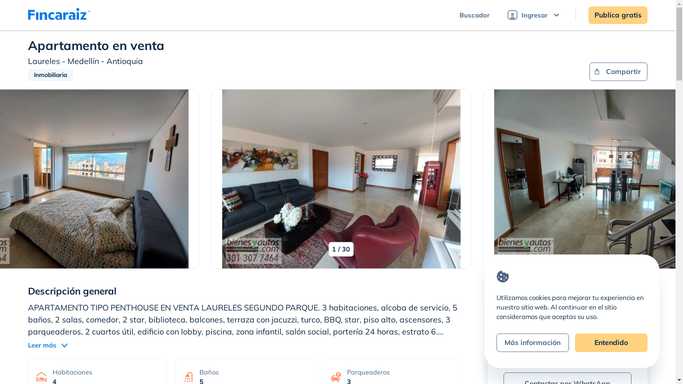 Fincaraiz
Buscador
Ingresar
Publica gratis
Apartamento en venta
Laureles - Medellín - Antioquia
Inmobiliaria
Compartir
bienesyautos
.com
301 307 7464
1 / 30
bienesyautos
.com
301 307 7464
Descripción general
APARTAMENTO TIPO PENTHOUSE EN VENTA LAURELES SEGUNDO PARQUE. 3 habitaciones, alcoba de servicio, 5
baños, 2 salas, comedor, 2 star, biblioteca, balcones, terraza con jacuzzi, turco, BBQ, star, piso alto, ascensores, 3
parqueaderos, 2 cuartos útil, edificio con lobby, piscina, zona infantil, salón social, portería 24 horas, estrato 6....
Leer más
Habitaciones
4
Baños
5
Parqueaderos
3
Utilizamos cookies para mejorar tu experiencia en
nuestro sitio web. Al continuar en el sitio
consideramos que aceptas su uso.
Más información
Entendido
Contactar por WhatsApp